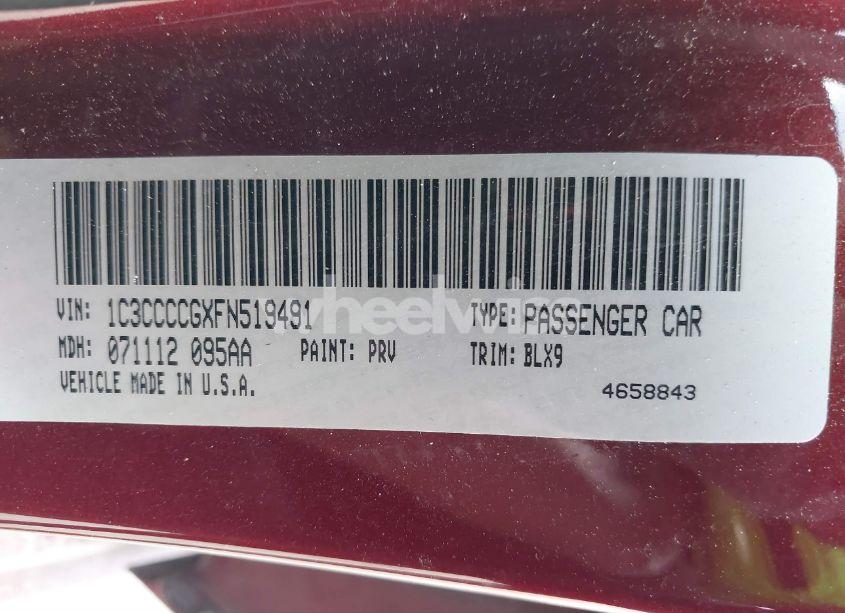 VIN: 1C3CCCCGXFN519491 TYPE: PASSENGER CAR
MDH: 071112 095AA PAINT: PRV TRIM: BLX9
VEHICLE MADE IN U.S.A. 4658843